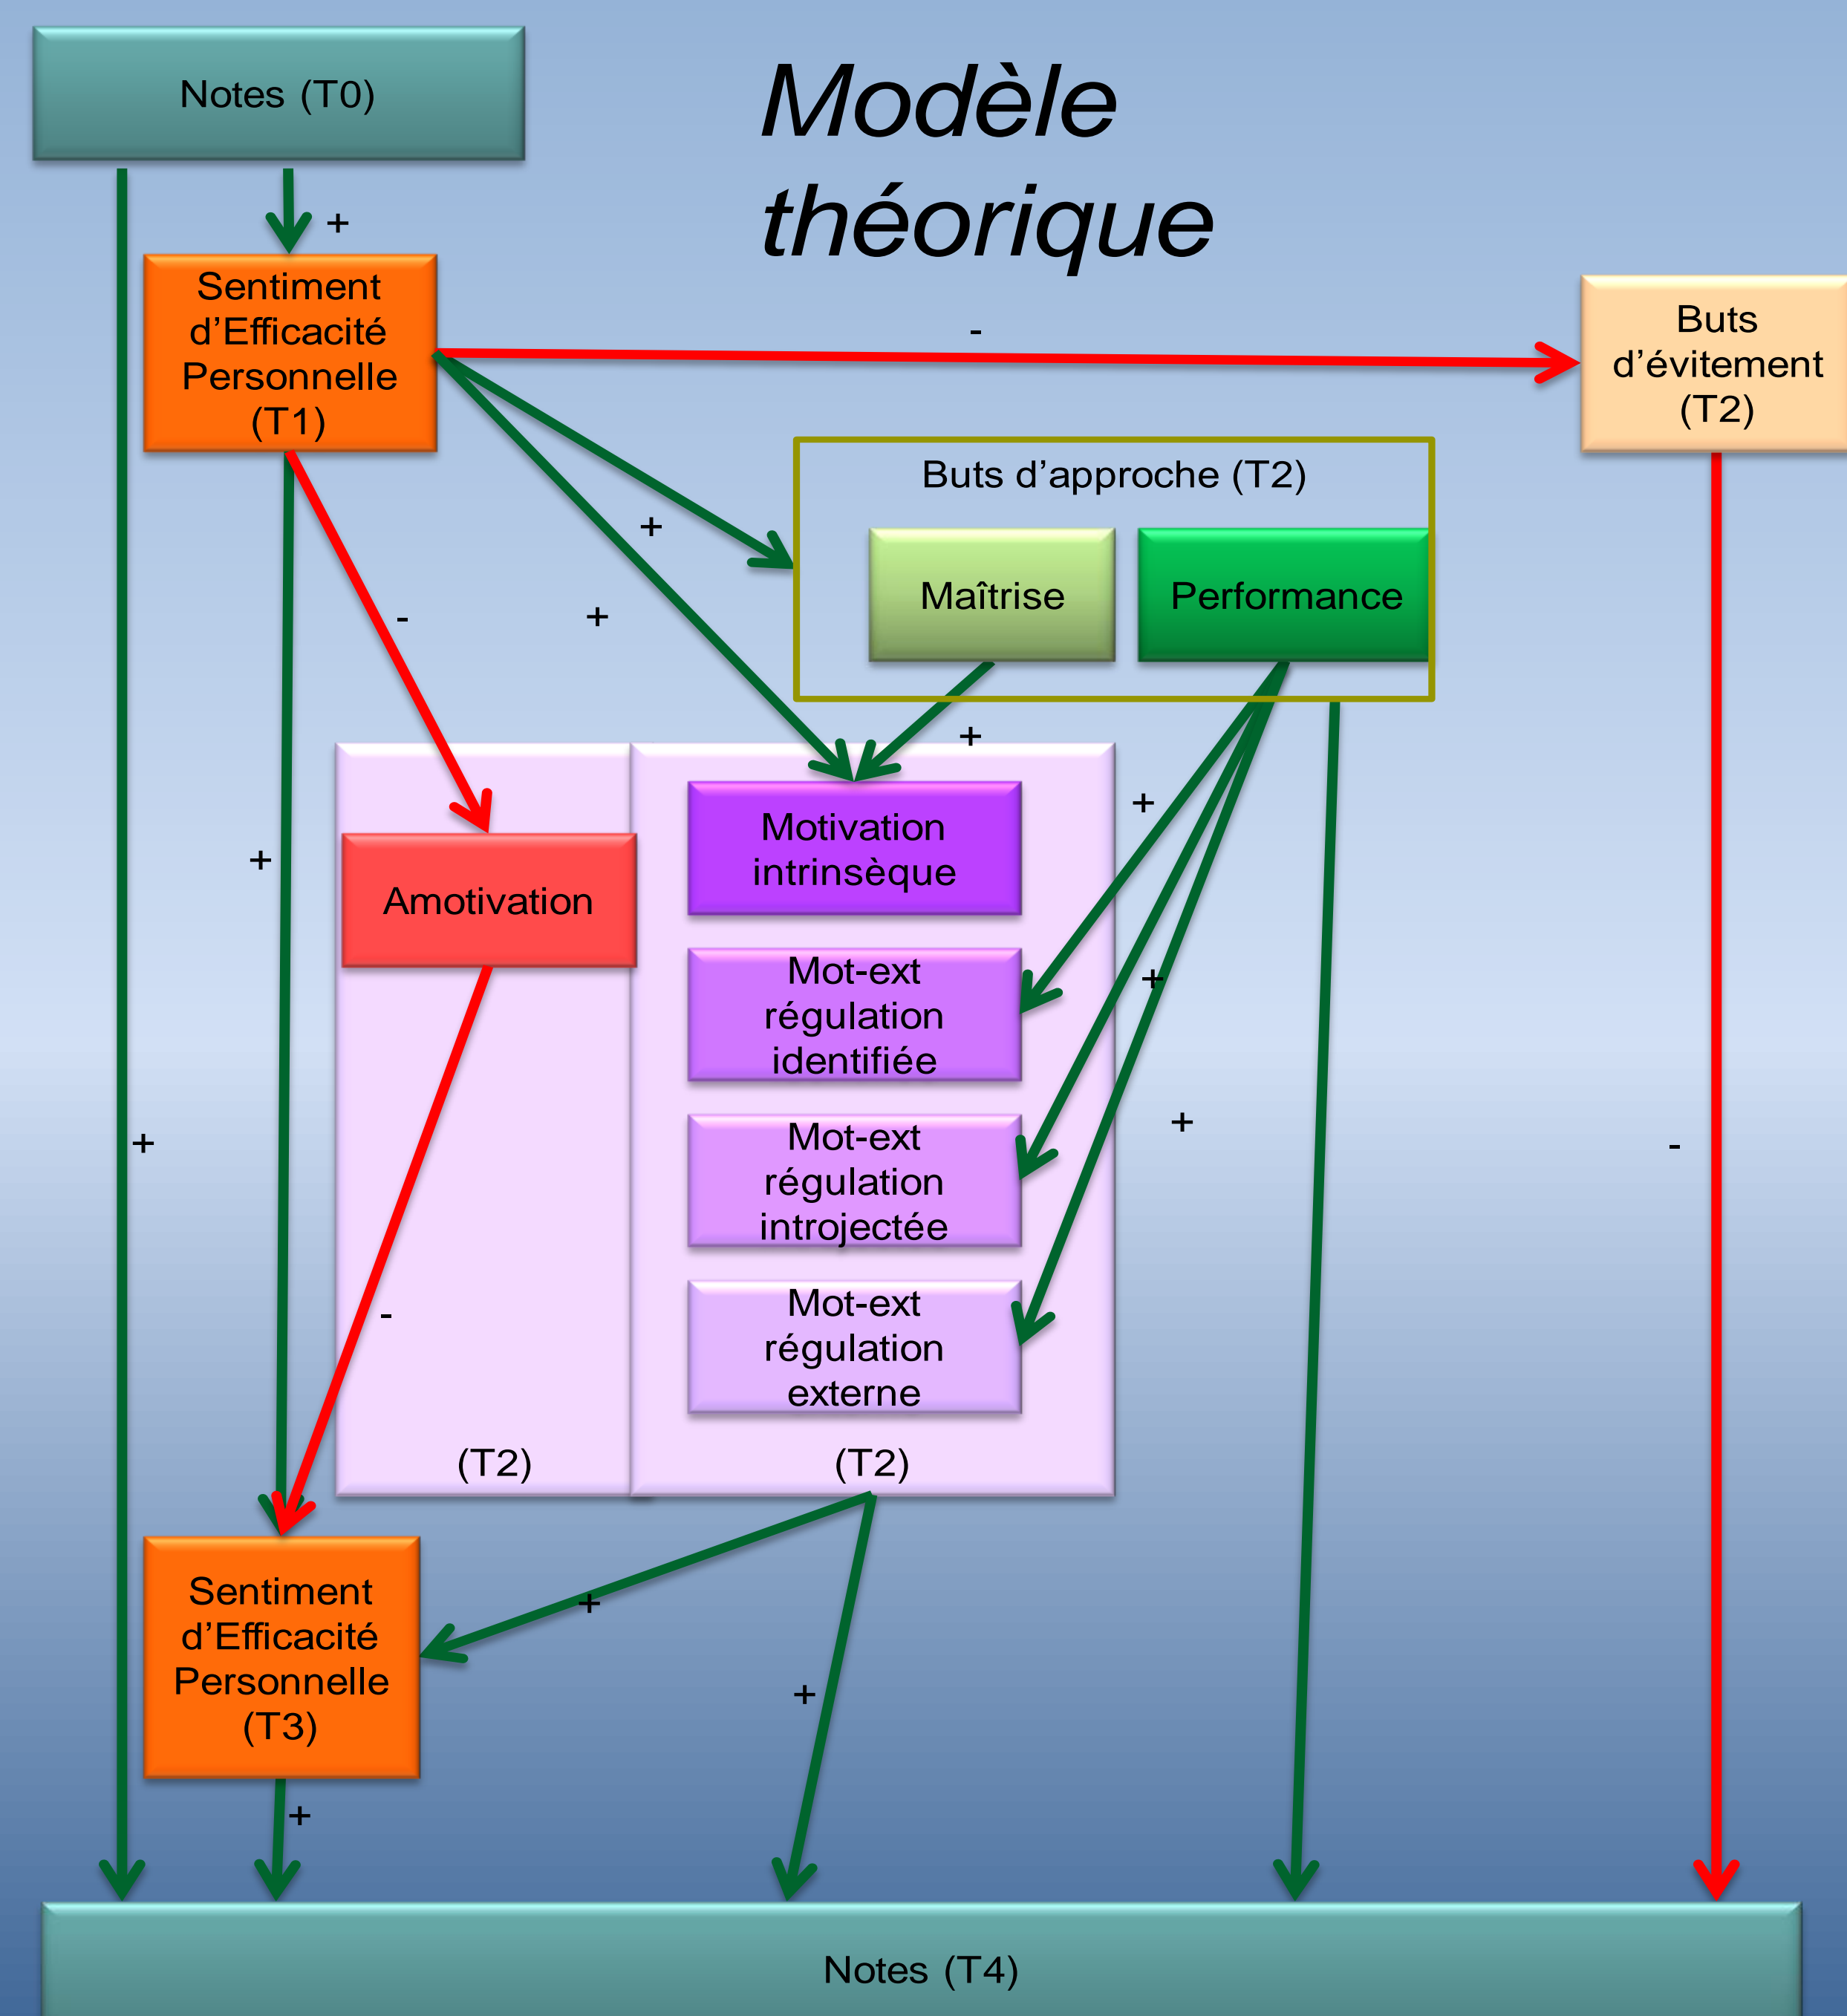 Notes (T0)
Modèle
théorique
+
Sentiment
d’Efficacité
Personnelle
(T1)
-
Buts
d’évitement
(T2)
Buts d’approche (T2)
+
Maîtrise
Performance
-
+
+
Motivation
intrinsèque
+
+
Amotivation
Mot-ext
régulation
identifiée
+
Mot-ext
régulation
introjectée
+
+
-
Mot-ext
régulation
externe
-
(T2)
(T2)
Sentiment
d’Efficacité
Personnelle
(T3)
+
+
+
Notes (T4)